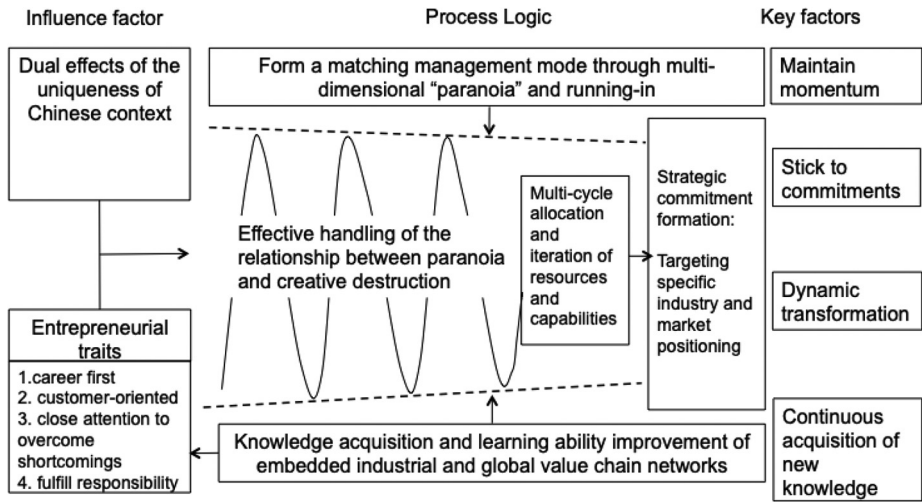 Influence factor
Process Logic
Key factors
Dual effects of the
uniqueness of
Chinese context
Form a matching management mode through multi-
dimensional “paranoia” and running-in
Maintain
momentum
Stick to
commitments
Strategic
commitment
formation:
Targeting
specific
industry and
market
positioning
Multi-cycle
allocation
and
iteration of
resources
and
capabilities
Effective handling of the
relationship between paranoia
and creative destruction
Dynamic
transformation
Entrepreneurial
traits
1.career first
2. customer-oriented
3. close attention to
overcome
shortcomings
4. fulfill responsibility
Knowledge acquisition and learning ability improvement of
embedded industrial and global value chain networks
Continuous
acquisition of
new
knowledge